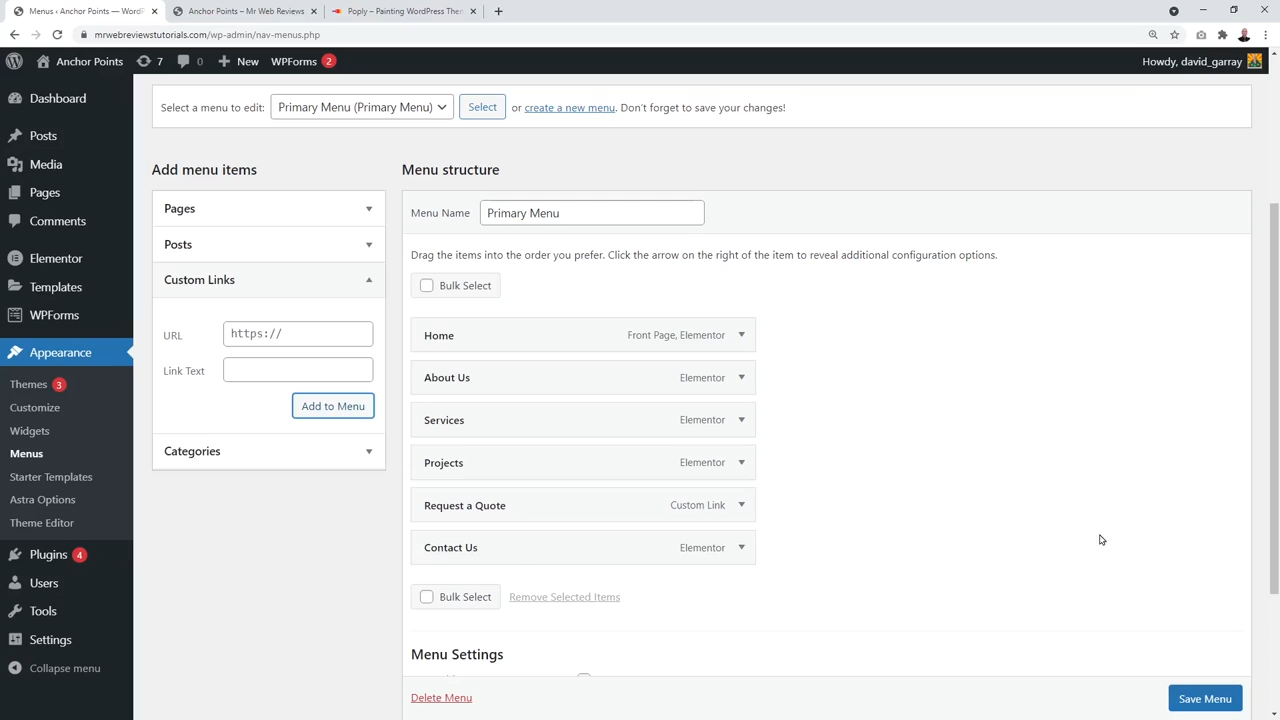 Menus ‹ Anchor Points — WordP
Anchor Points – Mr Web Reviews
Poply – Painting WordPress Ther
mrwebreviewstutorials.com/wp-admin/nav-menus.php
Anchor Points
2
0
New
WPForms 2
Howdy, david_garray
Dashboard
Posts
Media
Pages
Comments
Elementor
Templates
WPForms
Appearance
Themes 3
Customize
Widgets
Menus
Starter Templates
Astra Options
Theme Editor
Plugins 4
Users
Tools
Settings
Collapse menu
Select a menu to edit: Primary Menu (Primary Menu) Select or create a new menu. Don’t forget to save your changes!
Add menu items
Pages
Posts
Custom Links
URL https://
Link Text
Add to Menu
Categories
Menu structure
Menu Name Primary Menu
Drag the items into the order you prefer. Click the arrow on the right of the item to reveal additional configuration options.
Bulk Select
Home Front Page, Elementor
About Us Elementor
Services Elementor
Projects Elementor
Request a Quote Custom Link
Contact Us Elementor
Bulk Select Remove Selected Items
Menu Settings
Delete Menu Save Menu